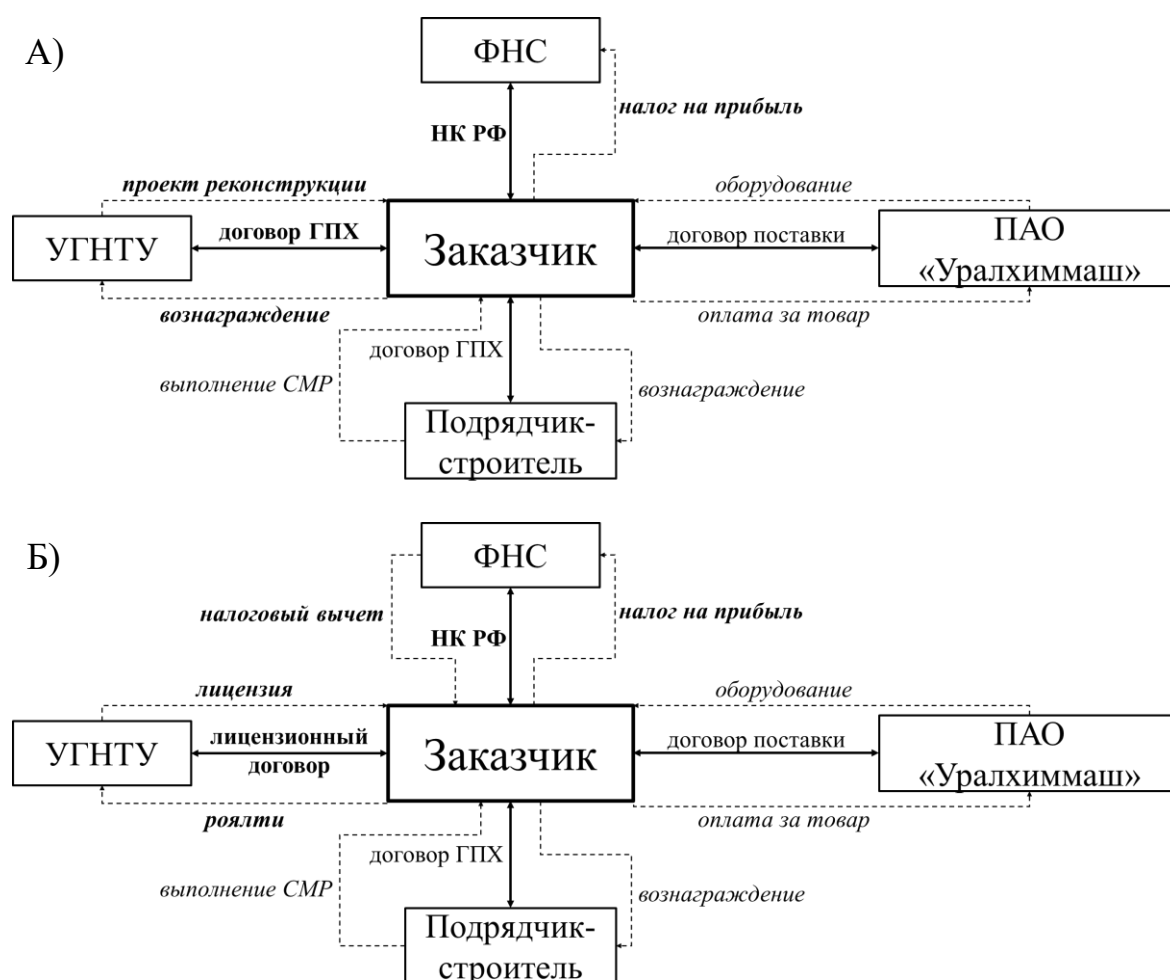 А)
ФНС
налог на прибыль
НК РФ
проект реконструкции
оборудование
УГНТУ
договор ГПХ
Заказчик
договор поставки
ПАО
«Уралхиммаш»
вознаграждение
оплата за товар
договор ГПХ
выполнение СМР
вознаграждение
Подрядчик-
строитель
Б)
ФНС
налоговый вычет
налог на прибыль
НК РФ
лицензия
оборудование
УГНТУ
лицензионный
договор
Заказчик
договор поставки
ПАО
«Уралхиммаш»
роялти
оплата за товар
договор ГПХ
выполнение СМР
вознаграждение
Подрядчик-
строитель